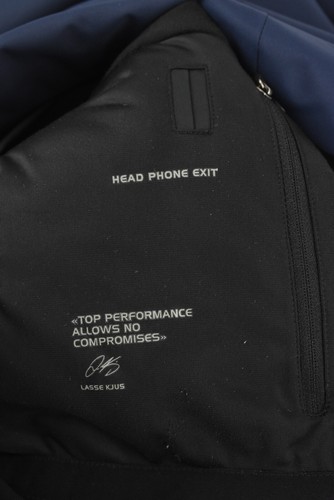 HEAD PHONE EXIT
«TOP PERFORMANCE
ALLOWS NO
COMPROMISES»
LASSE KJUS